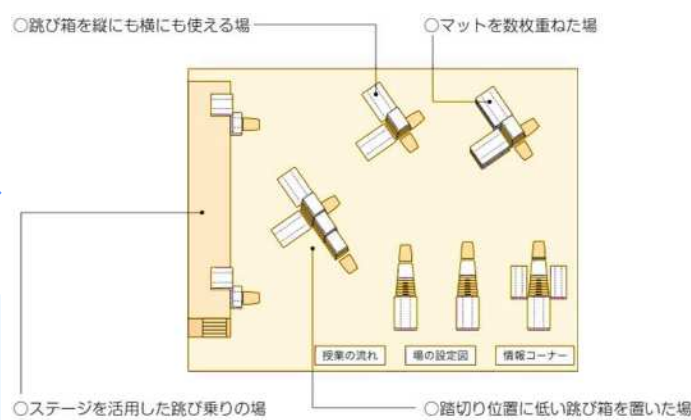 ○跳び箱を縦にも横にも使える場
○マットを数枚重ねた場
授業の流れ
場の設定図
情報コーナー
○ステージを活用した跳び乗りの場
○踏切り位置に低い跳び箱を置いた場